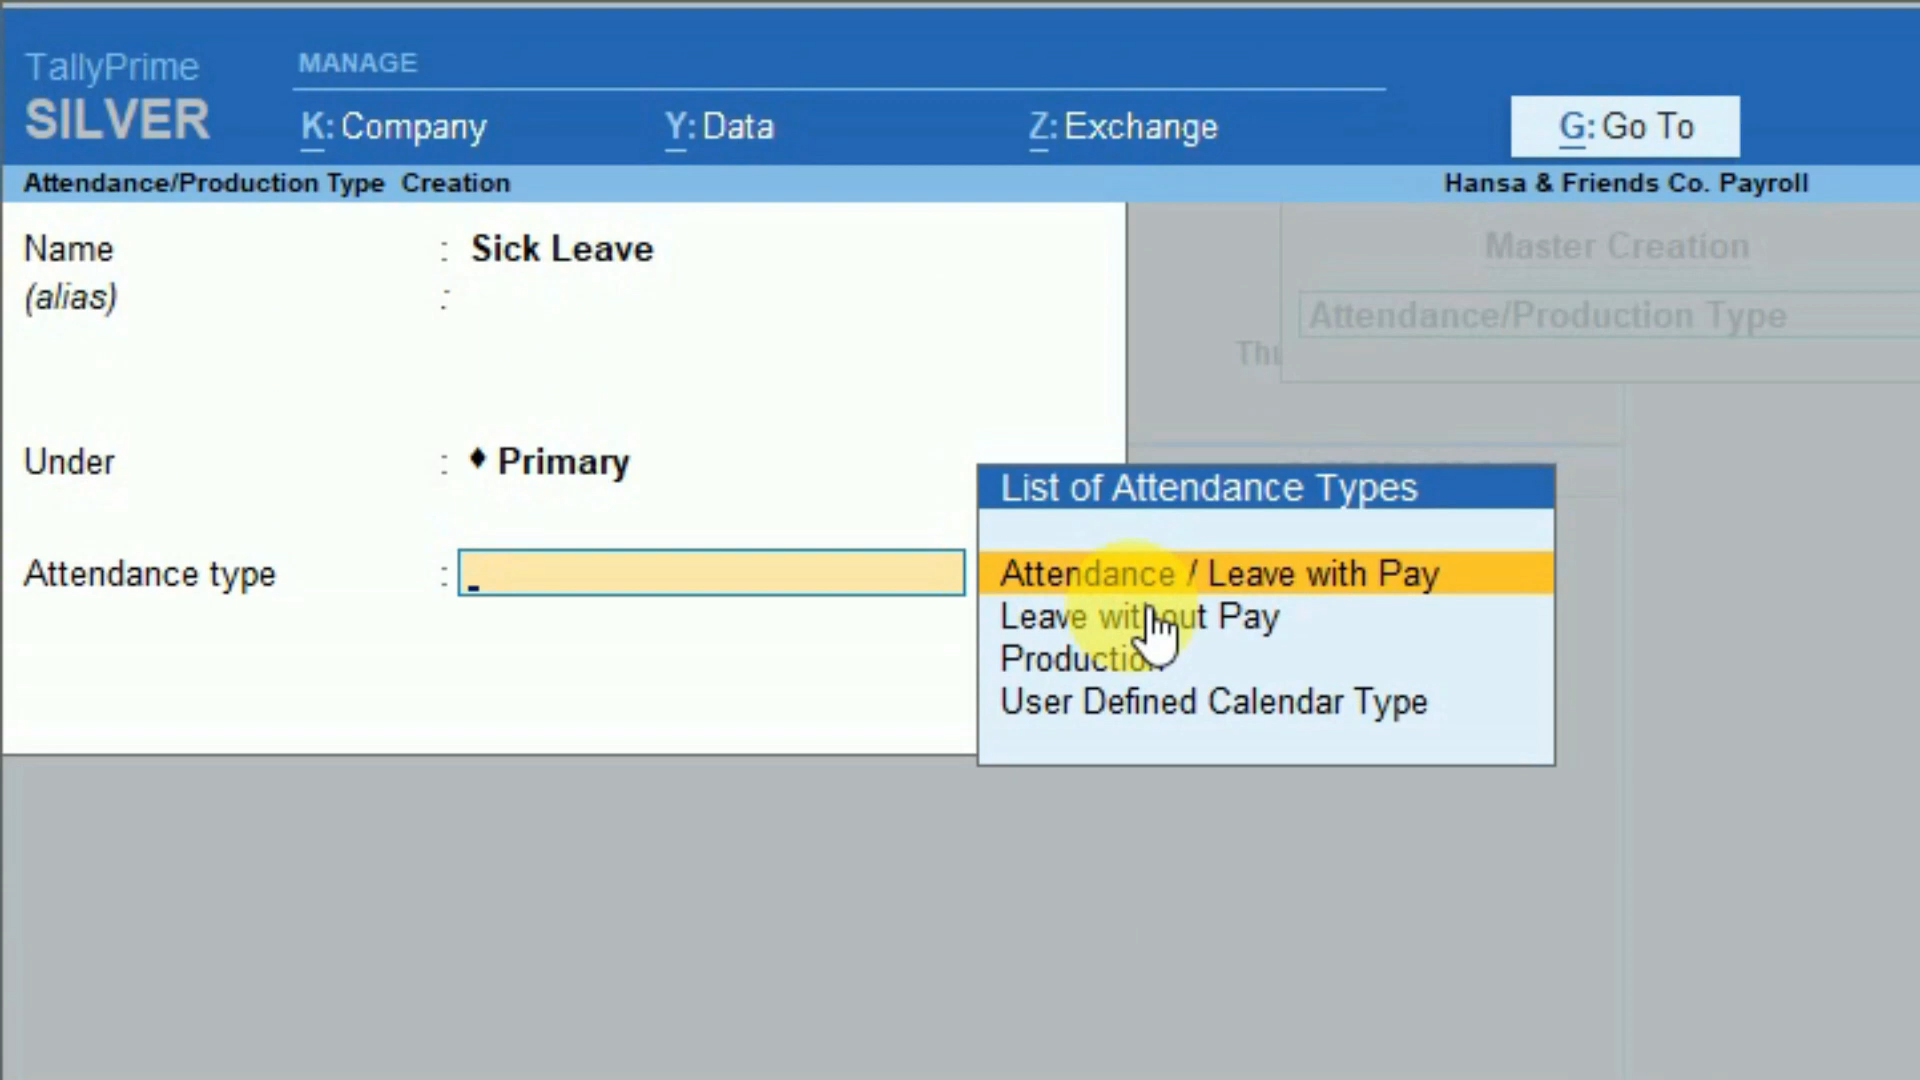 TallyPrime
SILVER
MANAGE
K: Company
Y: Data
Z: Exchange
G: Go To
Attendance/Production Type Creation
Hansa & Friends Co. Payroll
Name : Sick Leave
(alias) :
Master Creation
Attendance/Production Type
Under : ♦ Primary
List of Attendance Types
Attendance type :
Attendance / Leave with Pay
Leave without Pay
Production
User Defined Calendar Type